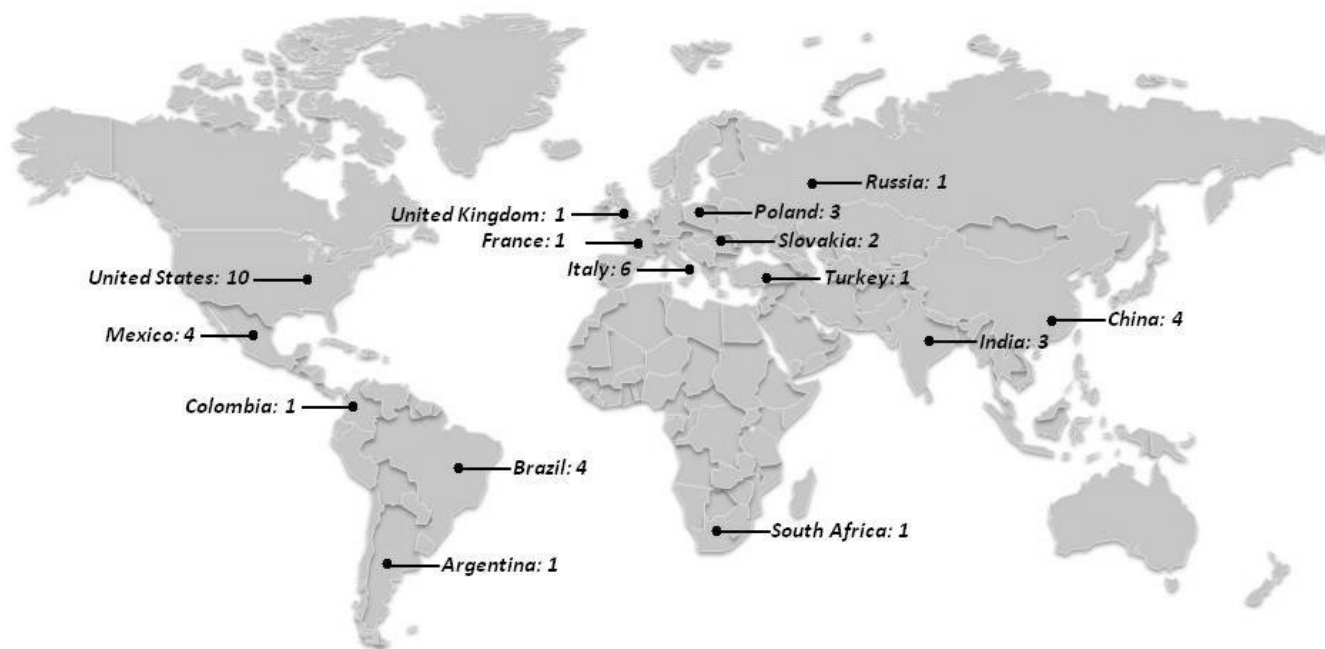 Russia: 1
United Kingdom: 1
Poland: 3
France: 1
Slovakia: 2
Italy: 6
Turkey: 1
United States: 10
China: 4
Mexico: 4
India: 3
Colombia: 1
Brazil: 4
South Africa: 1
Argentina: 1